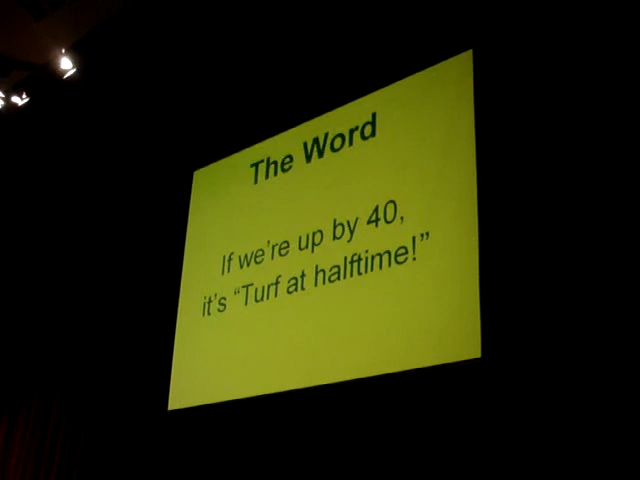 The Word
If we're up by 40,
it's “Turf at halftime!”